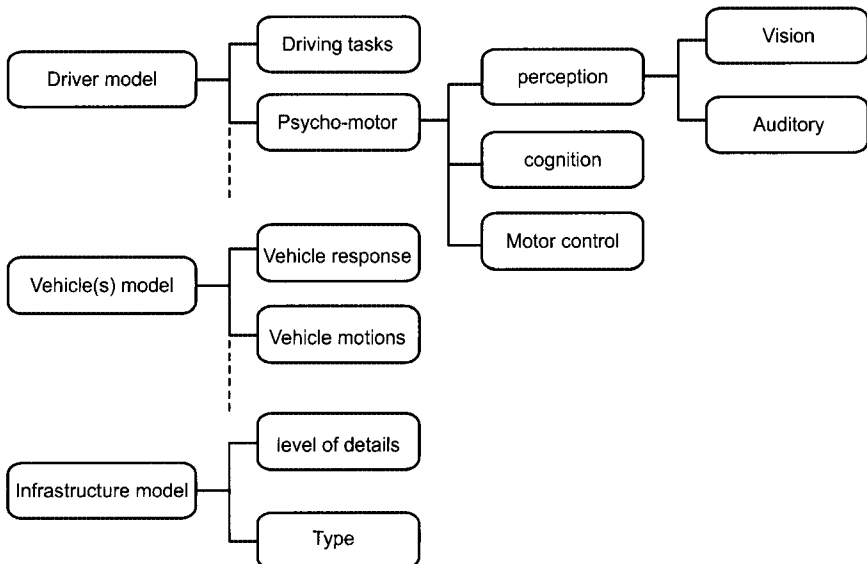 Driver model
Driving tasks
Psycho-motor
perception
cognition
Motor control
Vision
Auditory
Vehicle(s) model
Vehicle response
Vehicle motions
Infrastructure model
level of details
Type